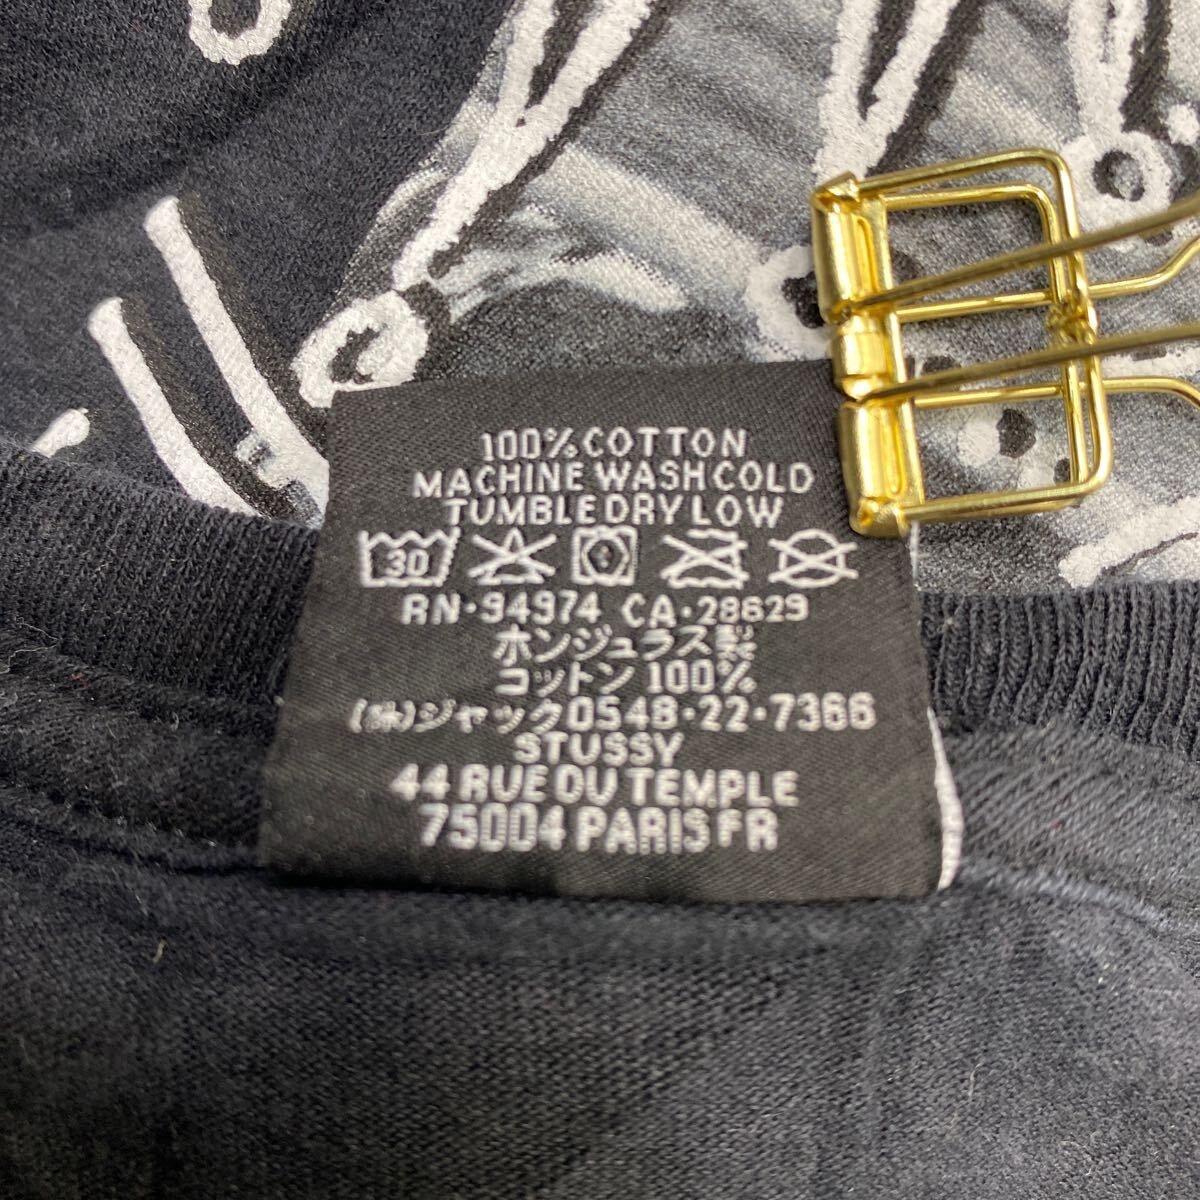 100% COTTON
MACHINE WASH COLD
TUMBLE DRY LOW
30
RN·94974 CA·28629
ホンジュラス製
コットン 100%
(株)ジャック0548·22·7366
STUSSY
44 RUE DU TEMPLE
75004 PARIS FR